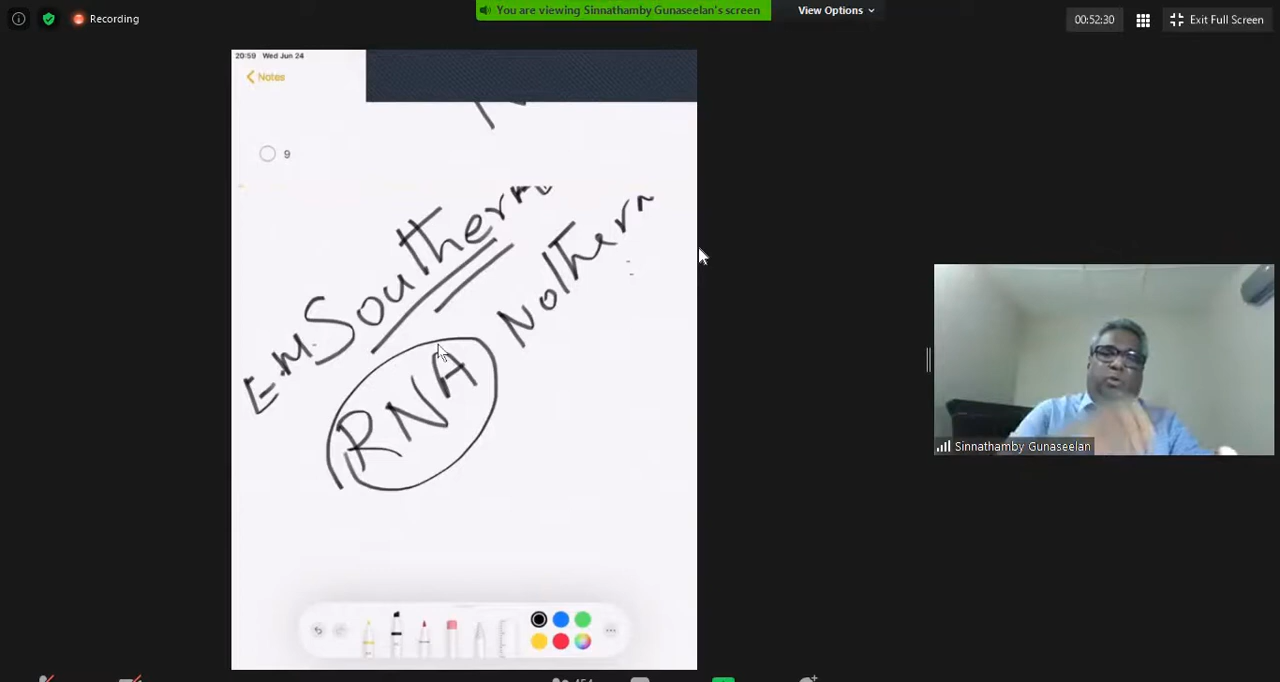 Recording
You are viewing Sinnathamby Gunaseelan's screen
View Options
00:52:30
Exit Full Screen
20:59 Wed Jun 24
Notes
9
EM Southern
Nothern
RNA
Sinnathamby Gunaseelan